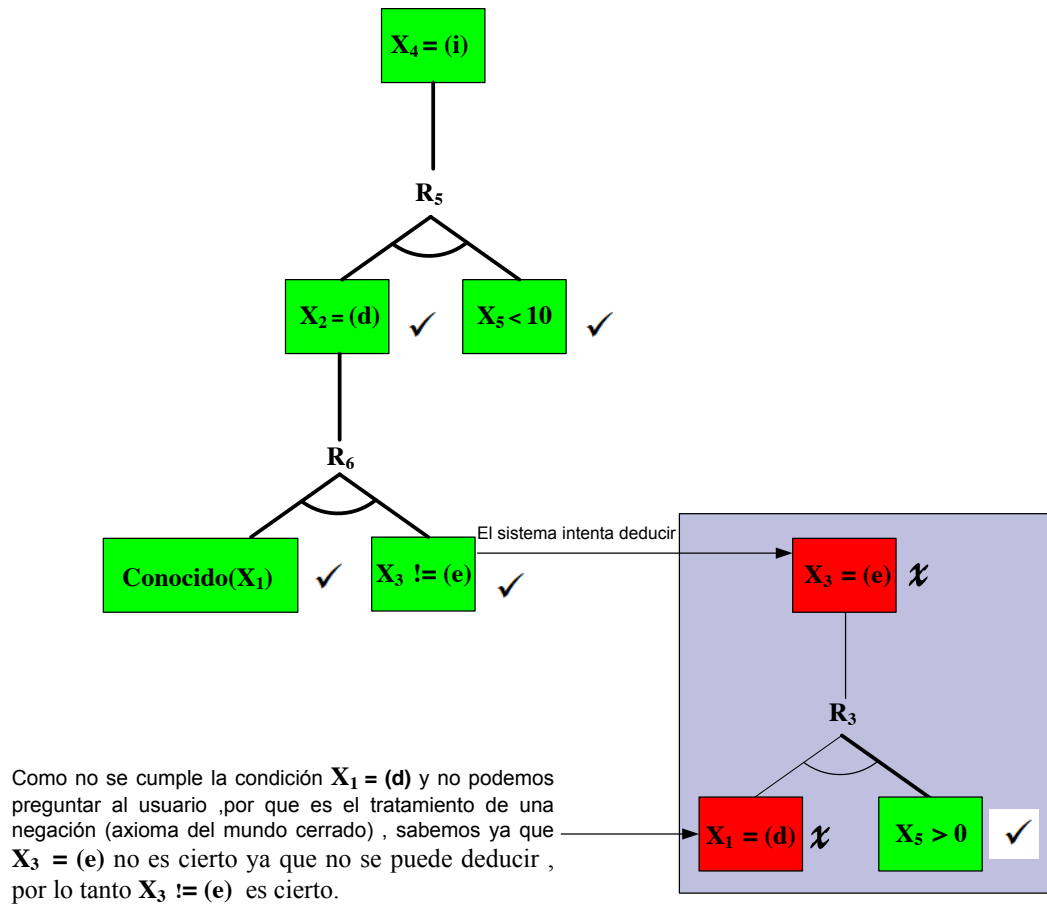 X₄ = (i)
R₅
X₂ = (d) ✓ X₅ < 10 ✓
R₆
El sistema intenta deducir
Conocido(X₁) ✓ X₃ != (e) ✓
X₃ = (e) x
R₃
X₁ = (d) x X₅ > 0 ✓
Como no se cumple la condición X₁ = (d) y no podemos
preguntar al usuario ,por que es el tratamiento de una
negación (axioma del mundo cerrado) , sabemos ya que
X₃ = (e) no es cierto ya que no se puede deducir ,
por lo tanto X₃ != (e) es cierto.